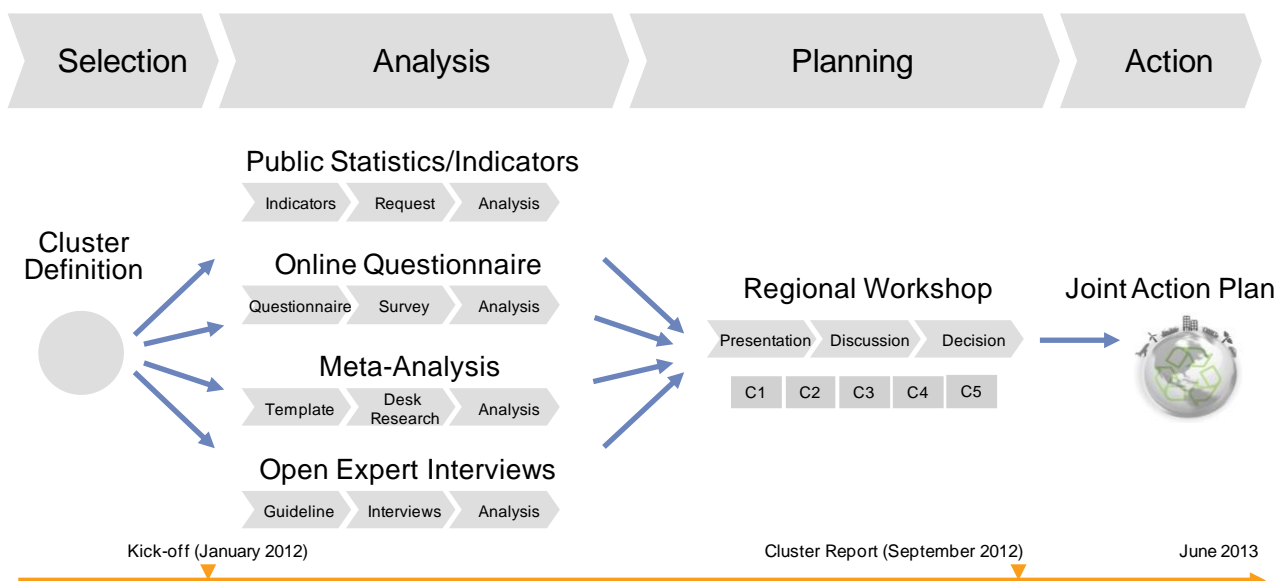 Selection
Analysis
Planning
Action
Public Statistics/Indicators
Indicators
Request
Analysis
Cluster
Definition
Online Questionnaire
Questionnaire
Survey
Analysis
Meta-Analysis
Template
Desk
Research
Analysis
Open Expert Interviews
Guideline
Interviews
Analysis
Regional Workshop
Presentation
Discussion
Decision
C1
C2
C3
C4
C5
Joint Action Plan
Kick-off (January 2012)
Cluster Report (September 2012)
June 2013